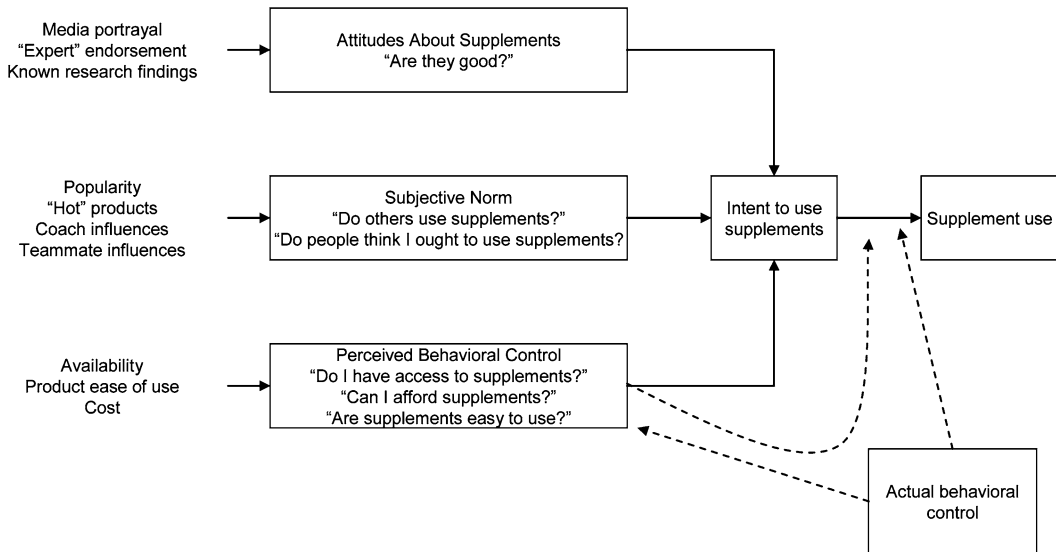 Media portrayal
“Expert” endorsement
Known research findings
Attitudes About Supplements
“Are they good?”
Popularity
“Hot” products
Coach influences
Teammate influences
Subjective Norm
“Do others use supplements?”
“Do people think I ought to use supplements?
Intent to use
supplements
Supplement use
Availability
Product ease of use
Cost
Perceived Behavioral Control
“Do I have access to supplements?”
“Can I afford supplements?”
“Are supplements easy to use?”
Actual behavioral
control